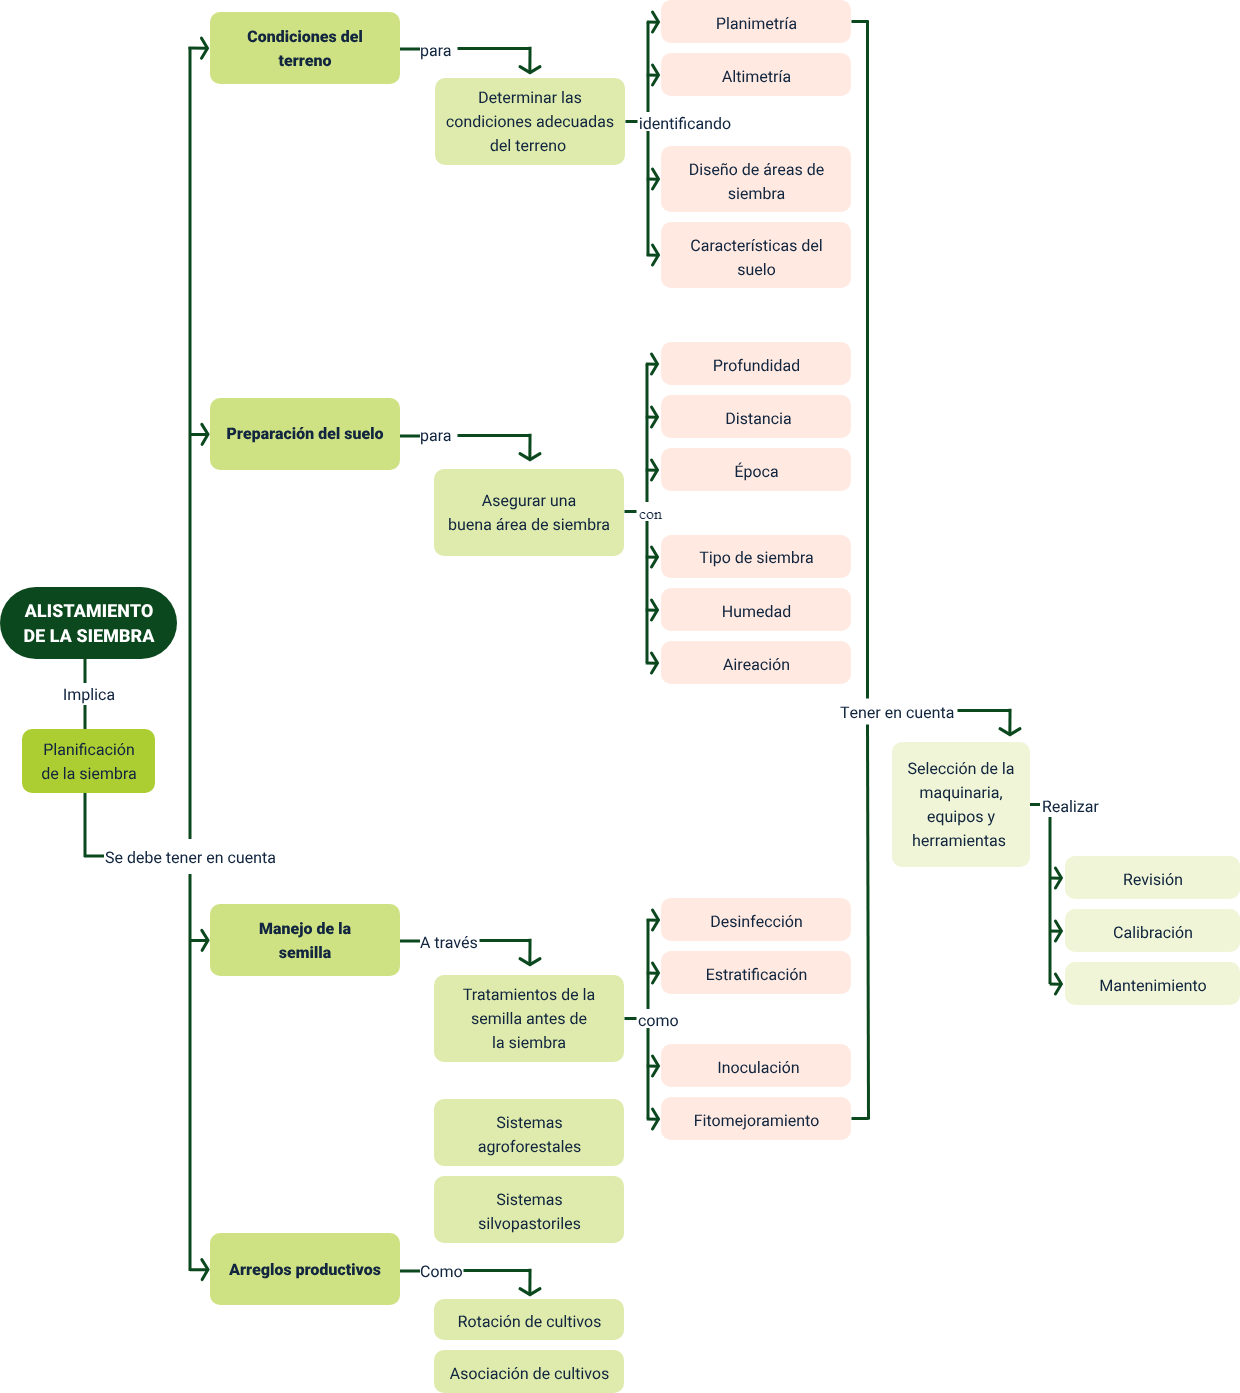 Condiciones del
terreno
para
Determinar las
condiciones adecuadas
del terreno
identificando
Planimetría
Altimetría
Diseño de áreas de
siembra
Características del
suelo
Preparación del suelo
para
Asegurar una
buena área de siembra
con
Profundidad
Distancia
Época
Tipo de siembra
Humedad
Aireación
ALISTAMIENTO
DE LA SIEMBRA
Implica
Planificación
de la siembra
Se debe tener en cuenta
Tener en cuenta
Selección de la
maquinaria,
equipos y
herramientas
Realizar
Revisión
Calibración
Mantenimiento
Manejo de la
semilla
A través
Tratamientos de la
semilla antes de
la siembra
como
Desinfección
Estratificación
Inoculación
Fitomejoramiento
Sistemas
agroforestales
Sistemas
silvopastoriles
Arreglos productivos
Como
Rotación de cultivos
Asociación de cultivos